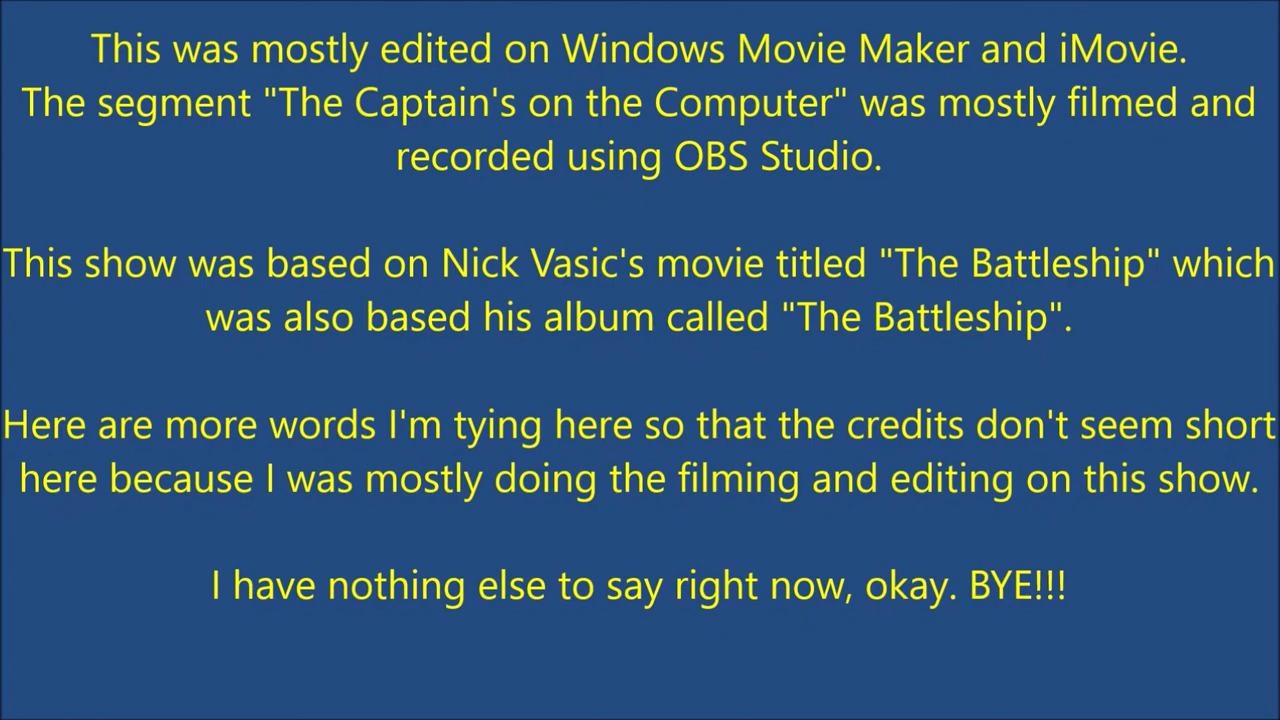 This was mostly edited on Windows Movie Maker and iMovie.
The segment "The Captain's on the Computer" was mostly filmed and
recorded using OBS Studio.
This show was based on Nick Vasic's movie titled "The Battleship" which
was also based his album called "The Battleship".
Here are more words I'm tying here so that the credits don't seem short
here because I was mostly doing the filming and editing on this show.
I have nothing else to say right now, okay. BYE!!!